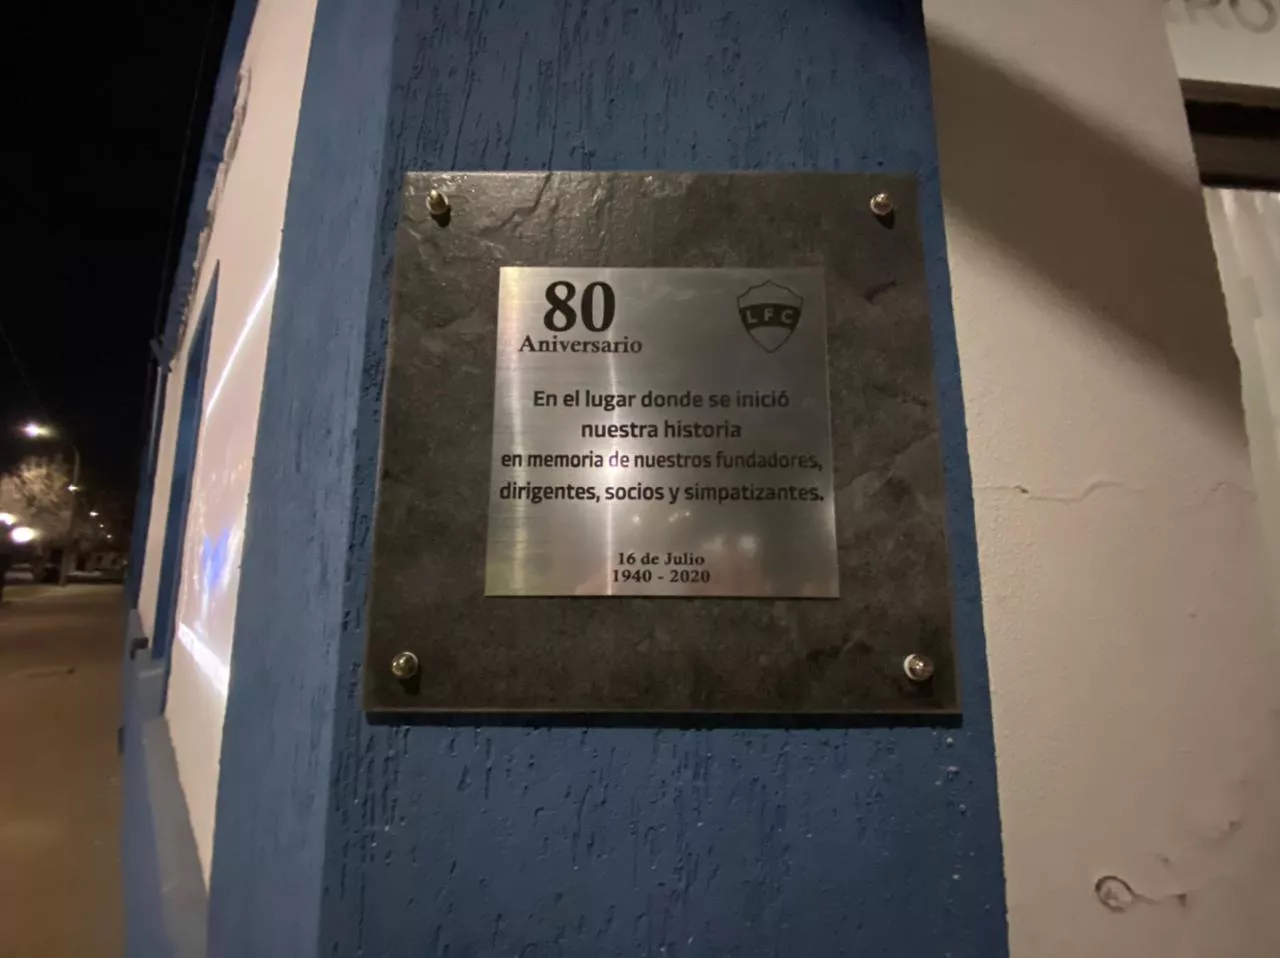 80
Aniversario
LFC
En el lugar donde se inició
nuestra historia
en memoria de nuestros fundadores,
dirigentes, socios y simpatizantes.
16 de Julio
1940 - 2020